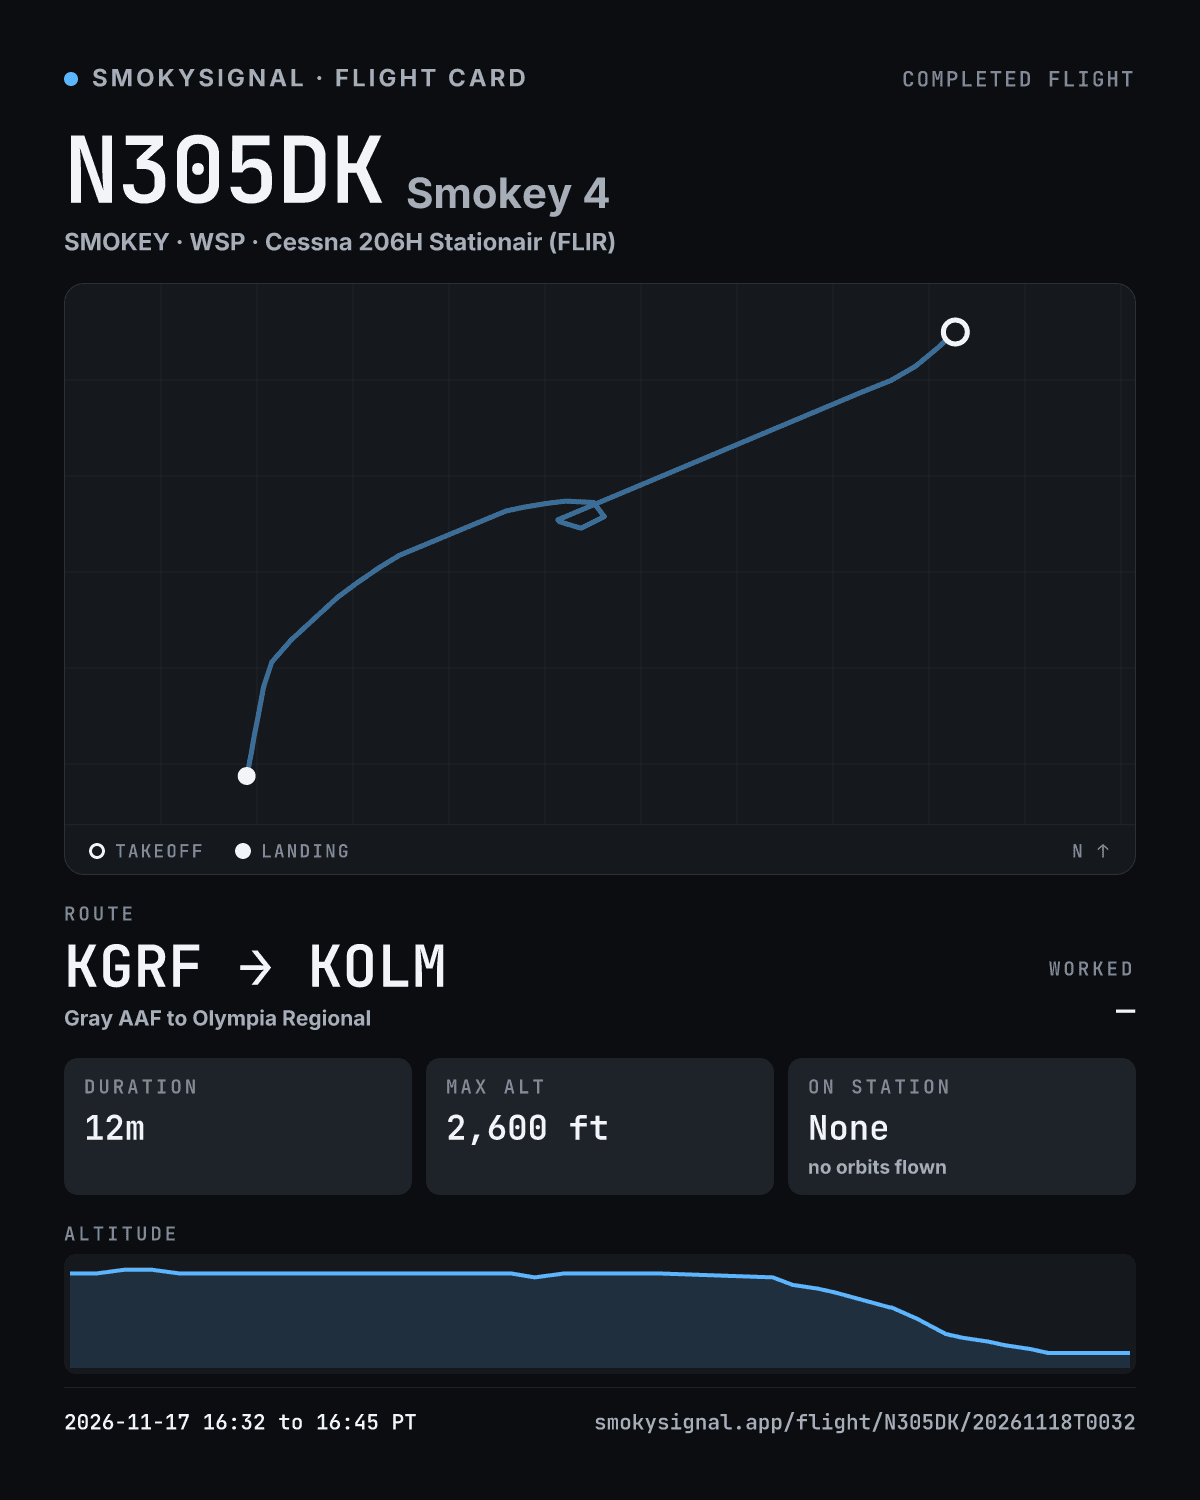 SMOKYSIGNAL · FLIGHT CARD
COMPLETED FLIGHT
N305DK Smokey 4
SMOKEY · WSP · Cessna 206H Stationair (FLIR)
TAKEOFF
LANDING
N ↑
ROUTE
KGRF → KOLM
WORKED
Gray AAF to Olympia Regional
—
DURATION
12m
MAX ALT
2,600 ft
ON STATION
None
no orbits flown
ALTITUDE
2026-11-17 16:32 to 16:45 PT
smokysignal.app/flight/N305DK/20261118T0032